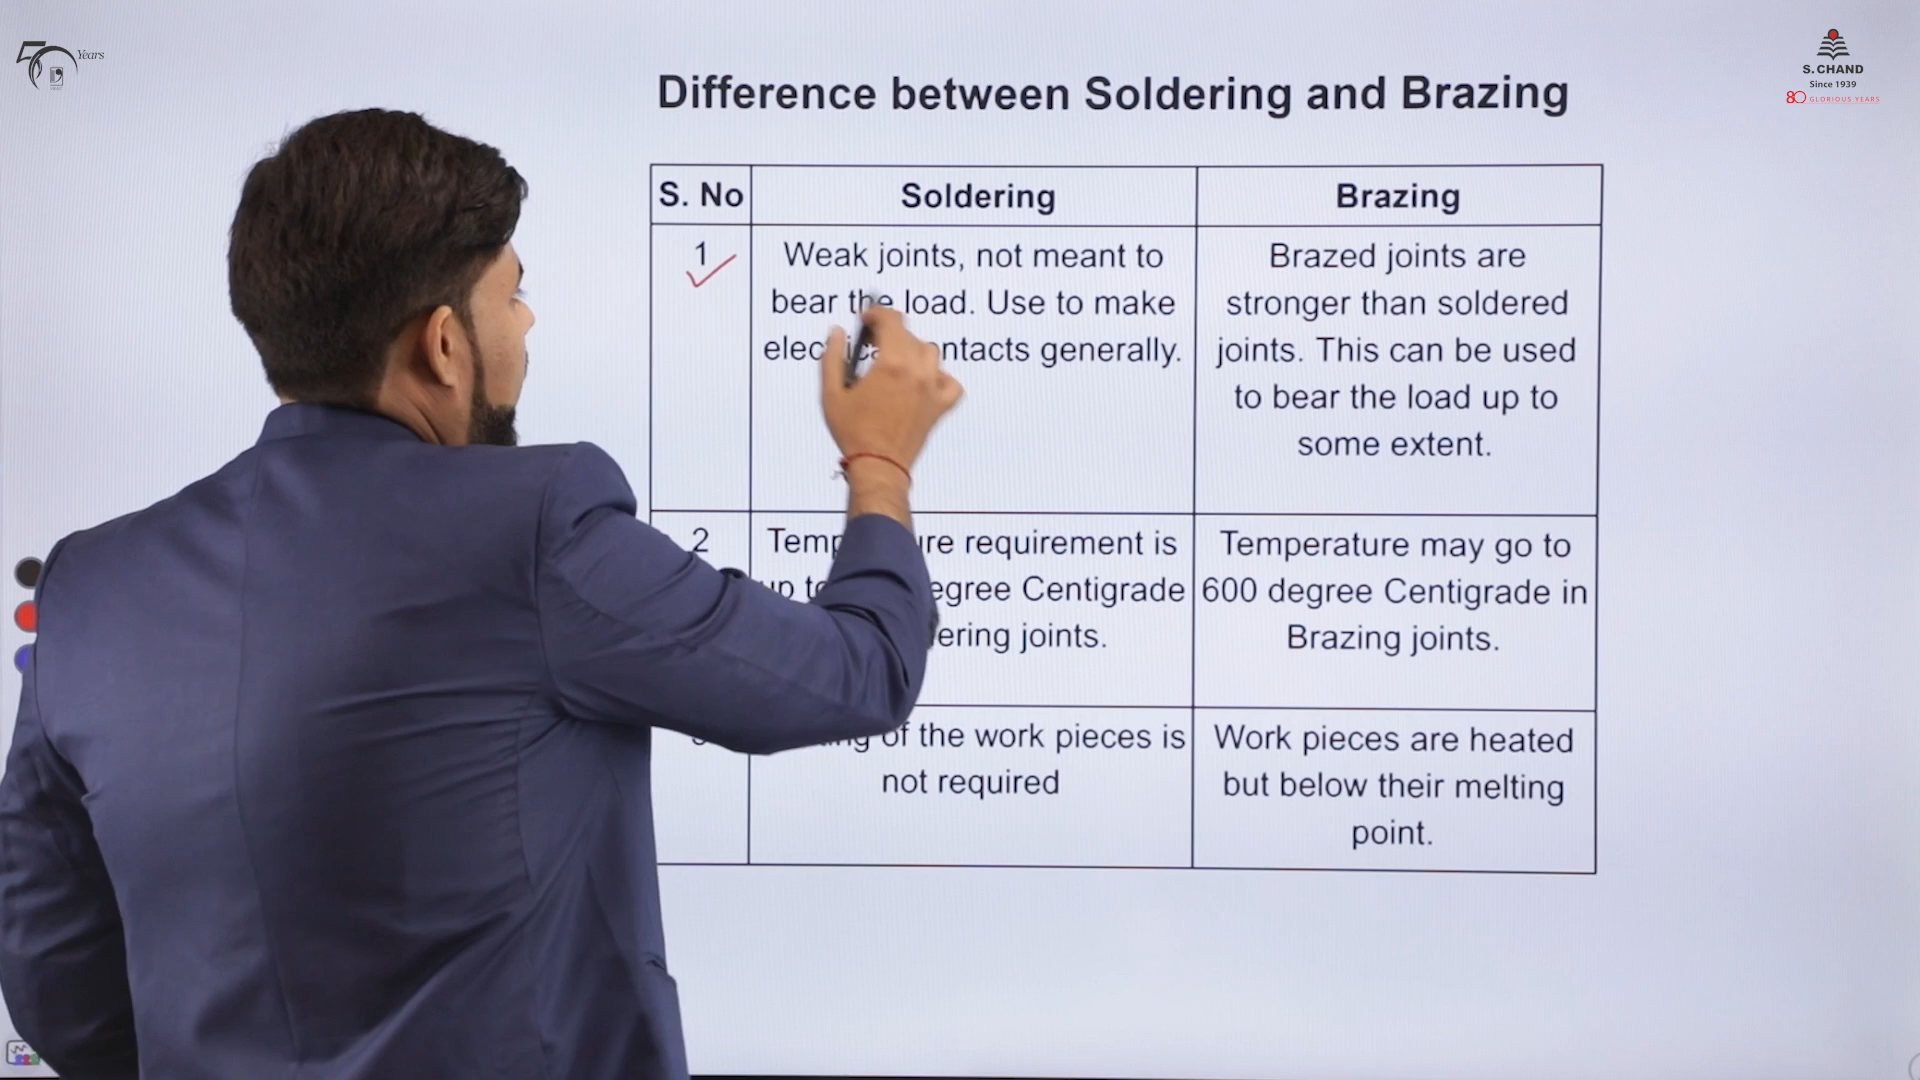 50 Years
S. CHAND
Since 1939
80 GLORIOUS YEARS
Difference between Soldering and Brazing
S. No
Soldering
Brazing
1
Weak joints, not meant to
bear the load. Use to make
contacts generally.
Brazed joints are
stronger than soldered
joints. This can be used
to bear the load up to
some extent.
2
requirement is
Centigrade
joints.
Temperature may go to
600 degree Centigrade in
Brazing joints.
of the work pieces is
not required
Work pieces are heated
but below their melting
point.